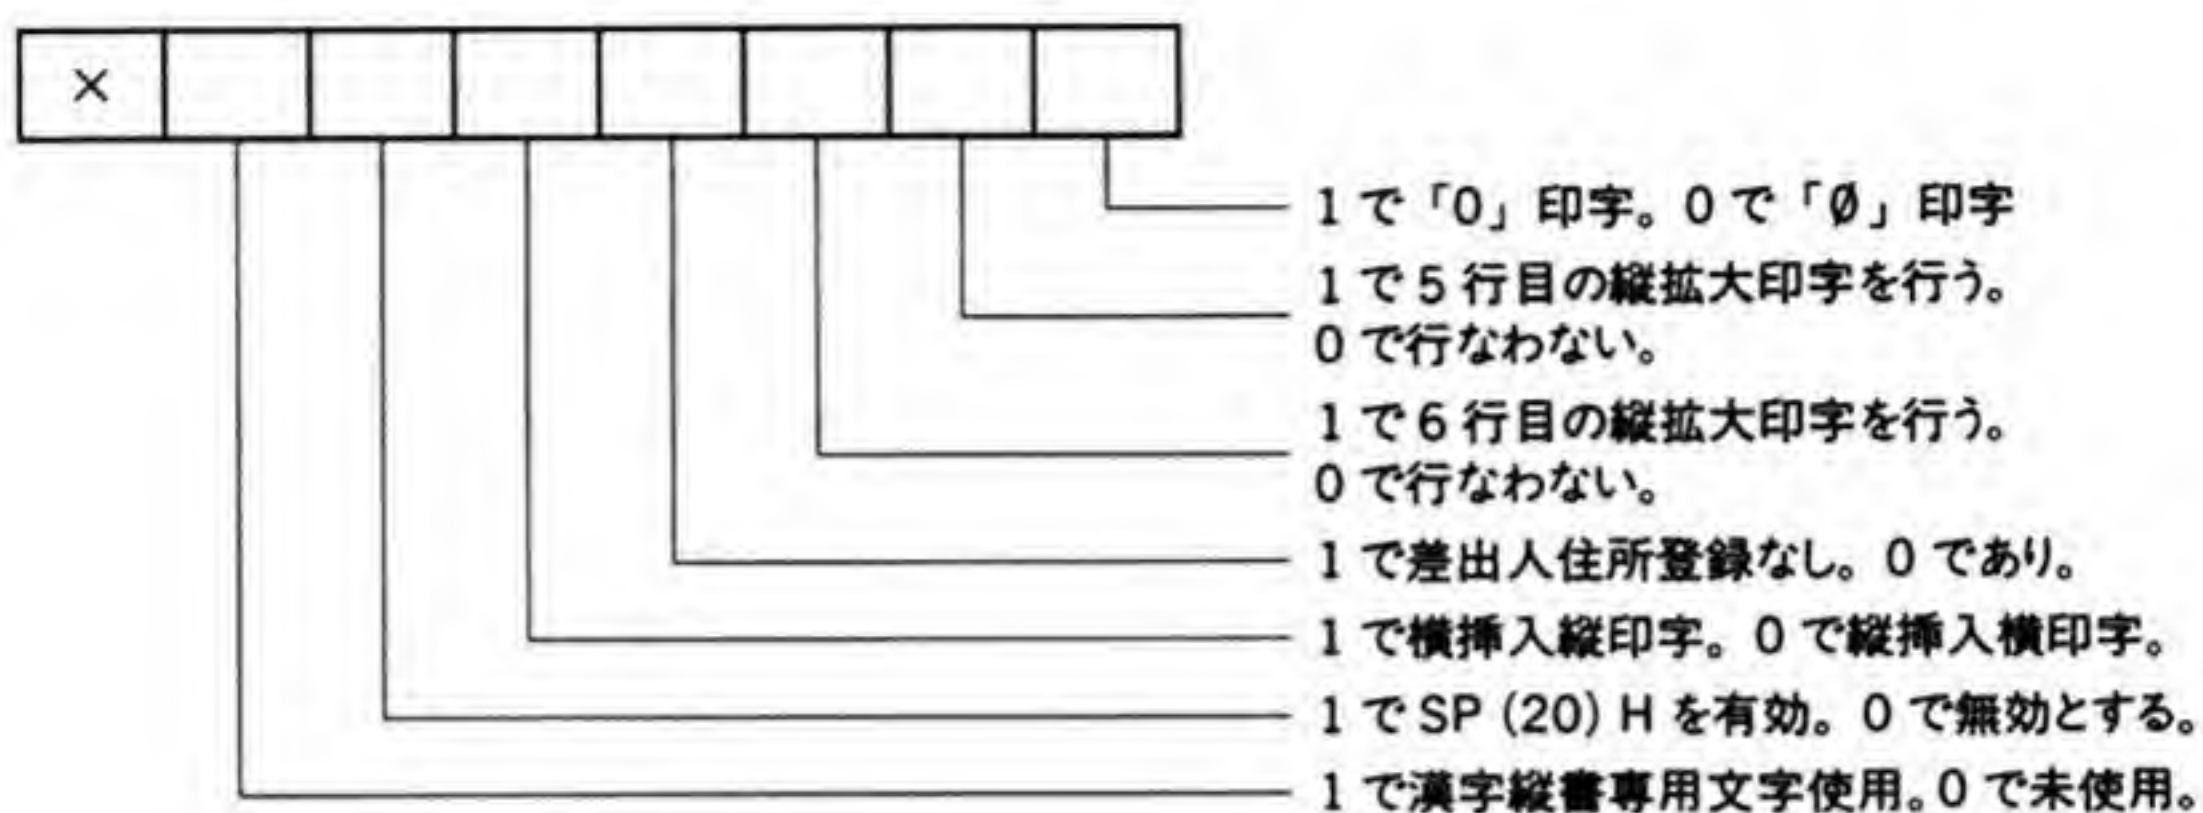 ×
1で「0」印字。0で「Ø」印字
1で5行目の縦拡大印字を行う。
0で行なわない。
1で6行目の縦拡大印字を行う。
0で行なわない。
1で差出人住所登録なし。0であり。
1で横挿入縦印字。0で縦挿入横印字。
1でSP (20) Hを有効。0で無効とする。
1で漢字縦書専用文字使用。0で未使用。